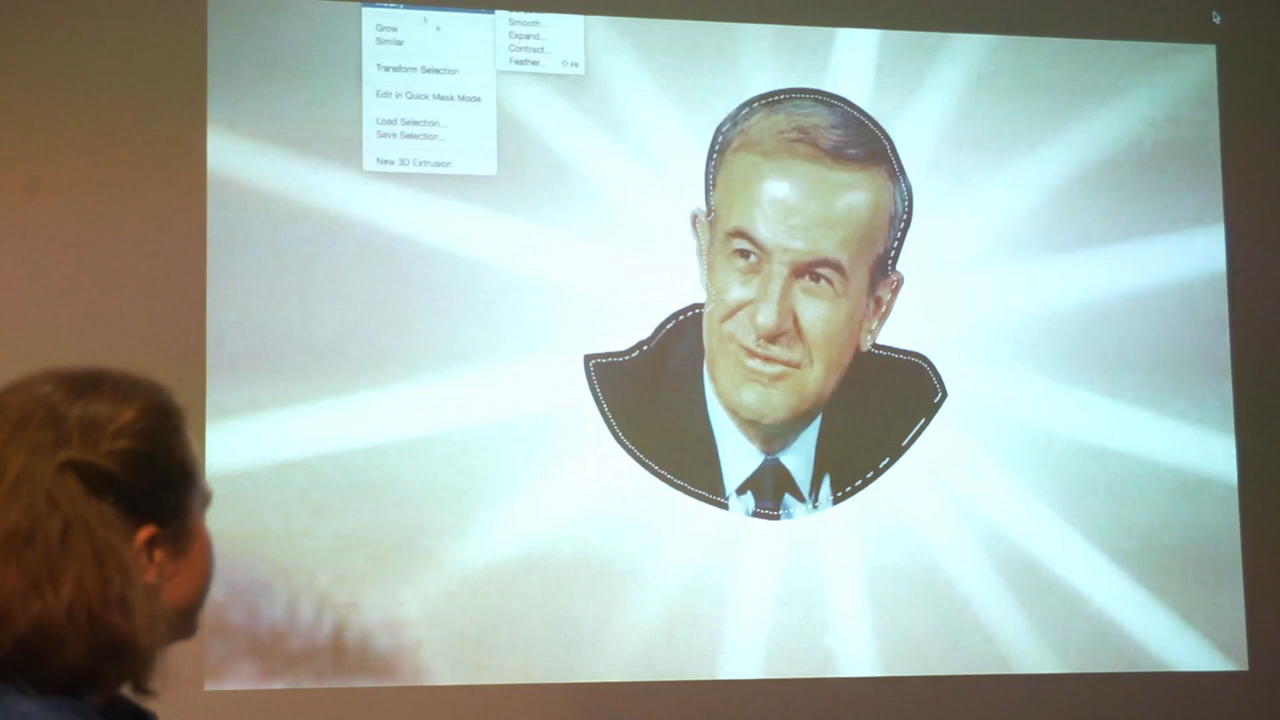 Grow
Similar
Transform Selection
Edit in Quick Mask Mode
Load Selection...
Save Selection...
New 3D Extrusion
Smooth...
Expand...
Contract...
Feather... ⇧F6